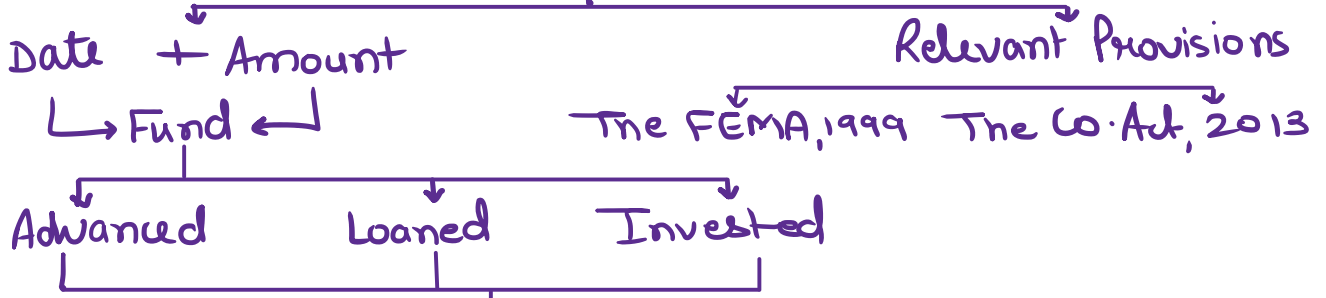 Date + Amount Relevant Provisions
Fund The FEMA, 1999 The Co. Act, 2013
Advanced Loaned Invested